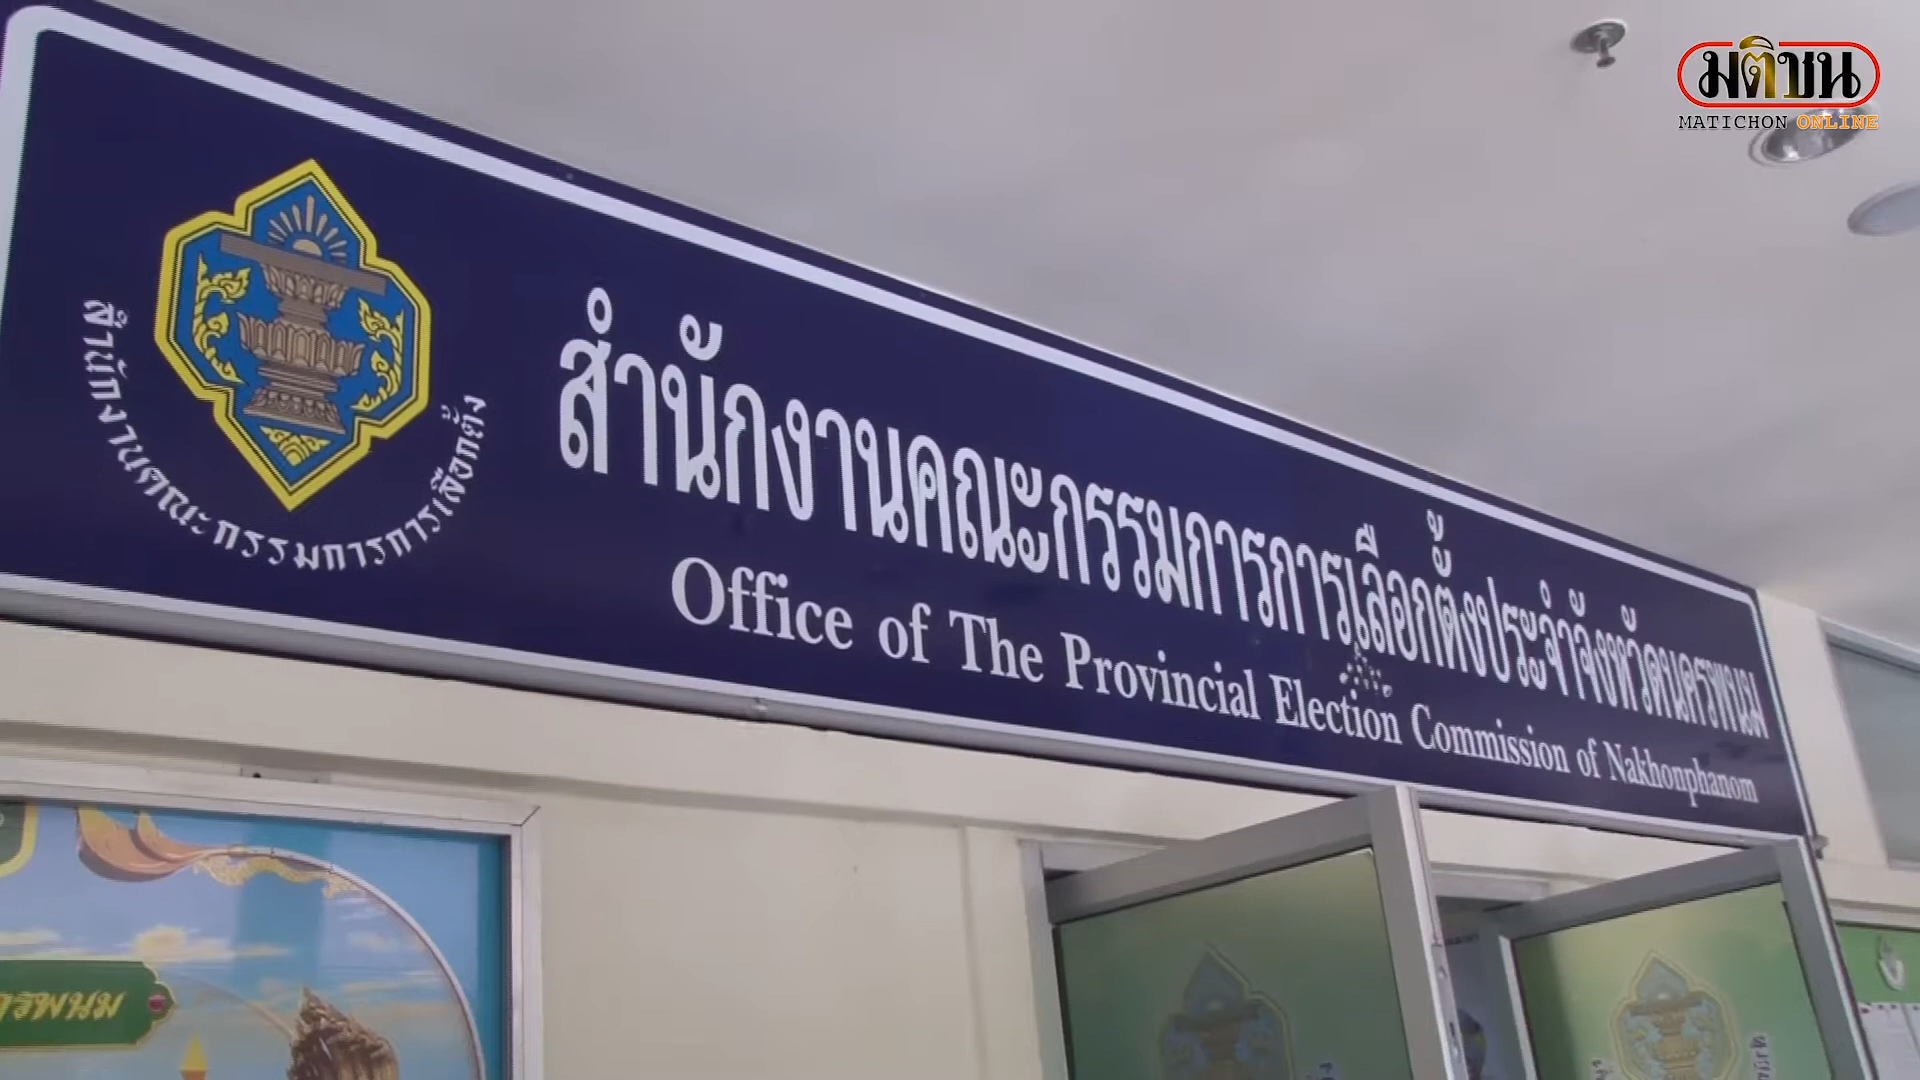 มติชน
MATICHON ONLINE
สำนักงานคณะกรรมการการเลือกตั้ง
สำนักงานคณะกรรมการการเลือกตั้งประจำจังหวัดนครพนม
Office of The Provincial Election Commission of Nakhonphanom
รพนม